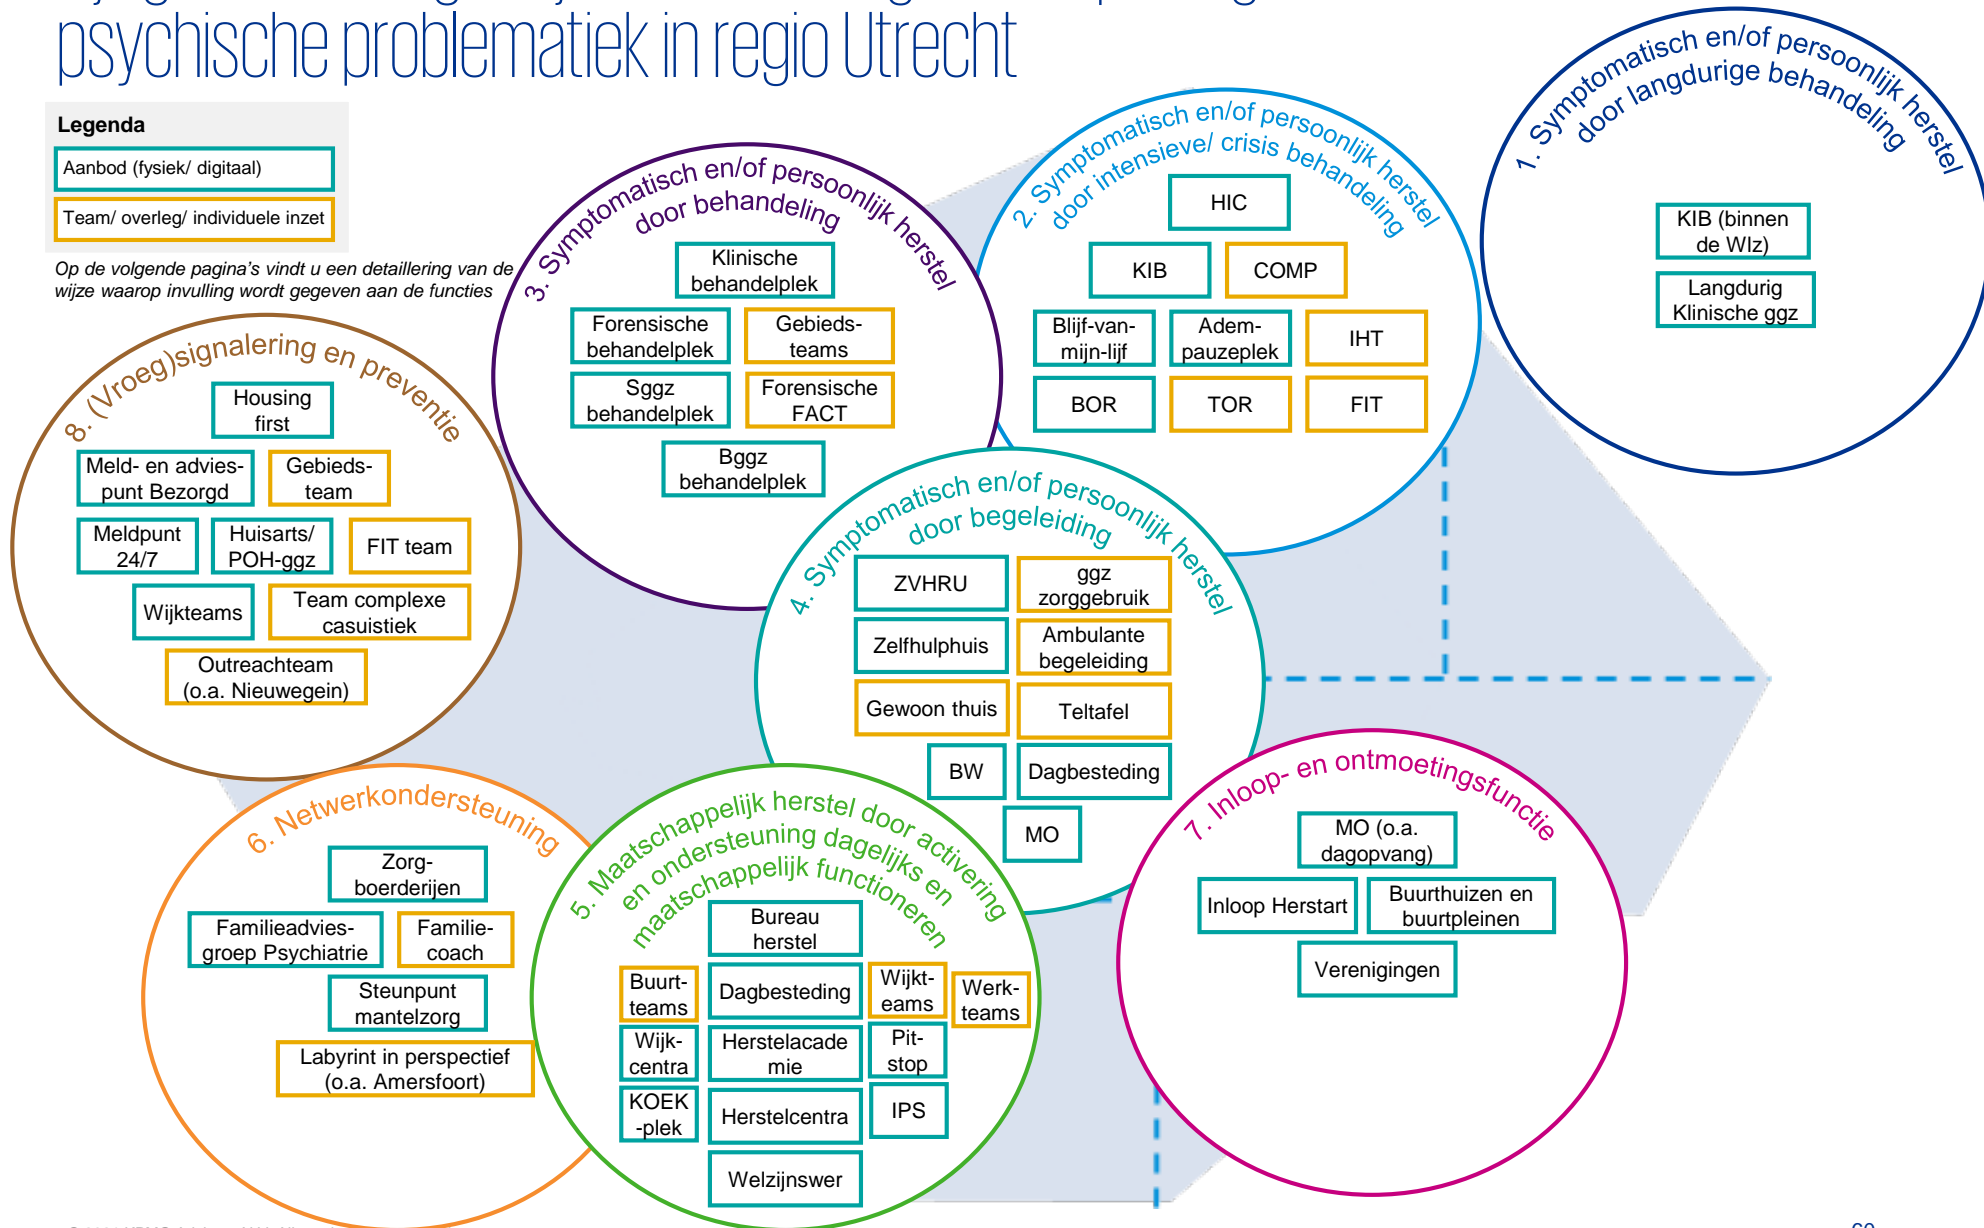 psychische problematiek in regio Utrecht
Legenda
Aanbod (fysiek/ digitaal)
Team/ overleg/ individuele inzet
Op de volgende pagina's vindt u een detaillering van de
wijze waarop invulling wordt gegeven aan de functies
1. Symptomatisch en/of persoonlijk herstel
door langdurige behandeling
KIB (binnen
de Wlz)
Langdurig
Klinische ggz
2. Symptomatisch en/of persoonlijk herstel
door intensieve/ crisis behandeling
HIC
KIB
COMP
Blijf-van-
mijn-lijf
Adem-
pauzeplek
IHT
BOR
TOR
FIT
3. Symptomatisch en/of persoonlijk herstel
door behandeling
Klinische
behandelplek
Forensische
behandelplek
Gebieds-
teams
Sggz
behandelplek
Forensische
FACT
Bggz
behandelplek
8. (Vroeg)signalering en preventie
Housing
first
Meld- en advies-
punt Bezorgd
Gebieds-
team
Meldpunt
24/7
Huisarts/
POH-ggz
FIT team
Wijkteams
Team complexe
casuistiek
Outreachteam
(o.a. Nieuwegein)
4. Symptomatisch en/of persoonlijk herstel
door begeleiding
ZVHRU
ggz
zorggebruik
Zelfhulphuis
Ambulante
begeleiding
Gewoon thuis
Teltafel
BW
Dagbesteding
MO
6. Netwerkondersteuning
Zorg-
boerderijen
Familieadvies-
groep Psychiatrie
Familie-
coach
Steunpunt
mantelzorg
Labyrint in perspectief
(o.a. Amersfoort)
5. Maatschappelijk herstel door activering
en ondersteuning dagelijks en
maatschappelijk functioneren
Bureau
herstel
Buurt-
teams
Dagbesteding
Wijkt-
eams
Werk-
teams
Wijk-
centra
Herstelacade
mie
Pit-
stop
KOEK
-plek
Herstelcentra
IPS
Welzijnswer
7. Inloop- en ontmoetingsfunctie
MO (o.a.
dagopvang)
Inloop Herstart
Buurthuizen en
buurtpleinen
Verenigingen